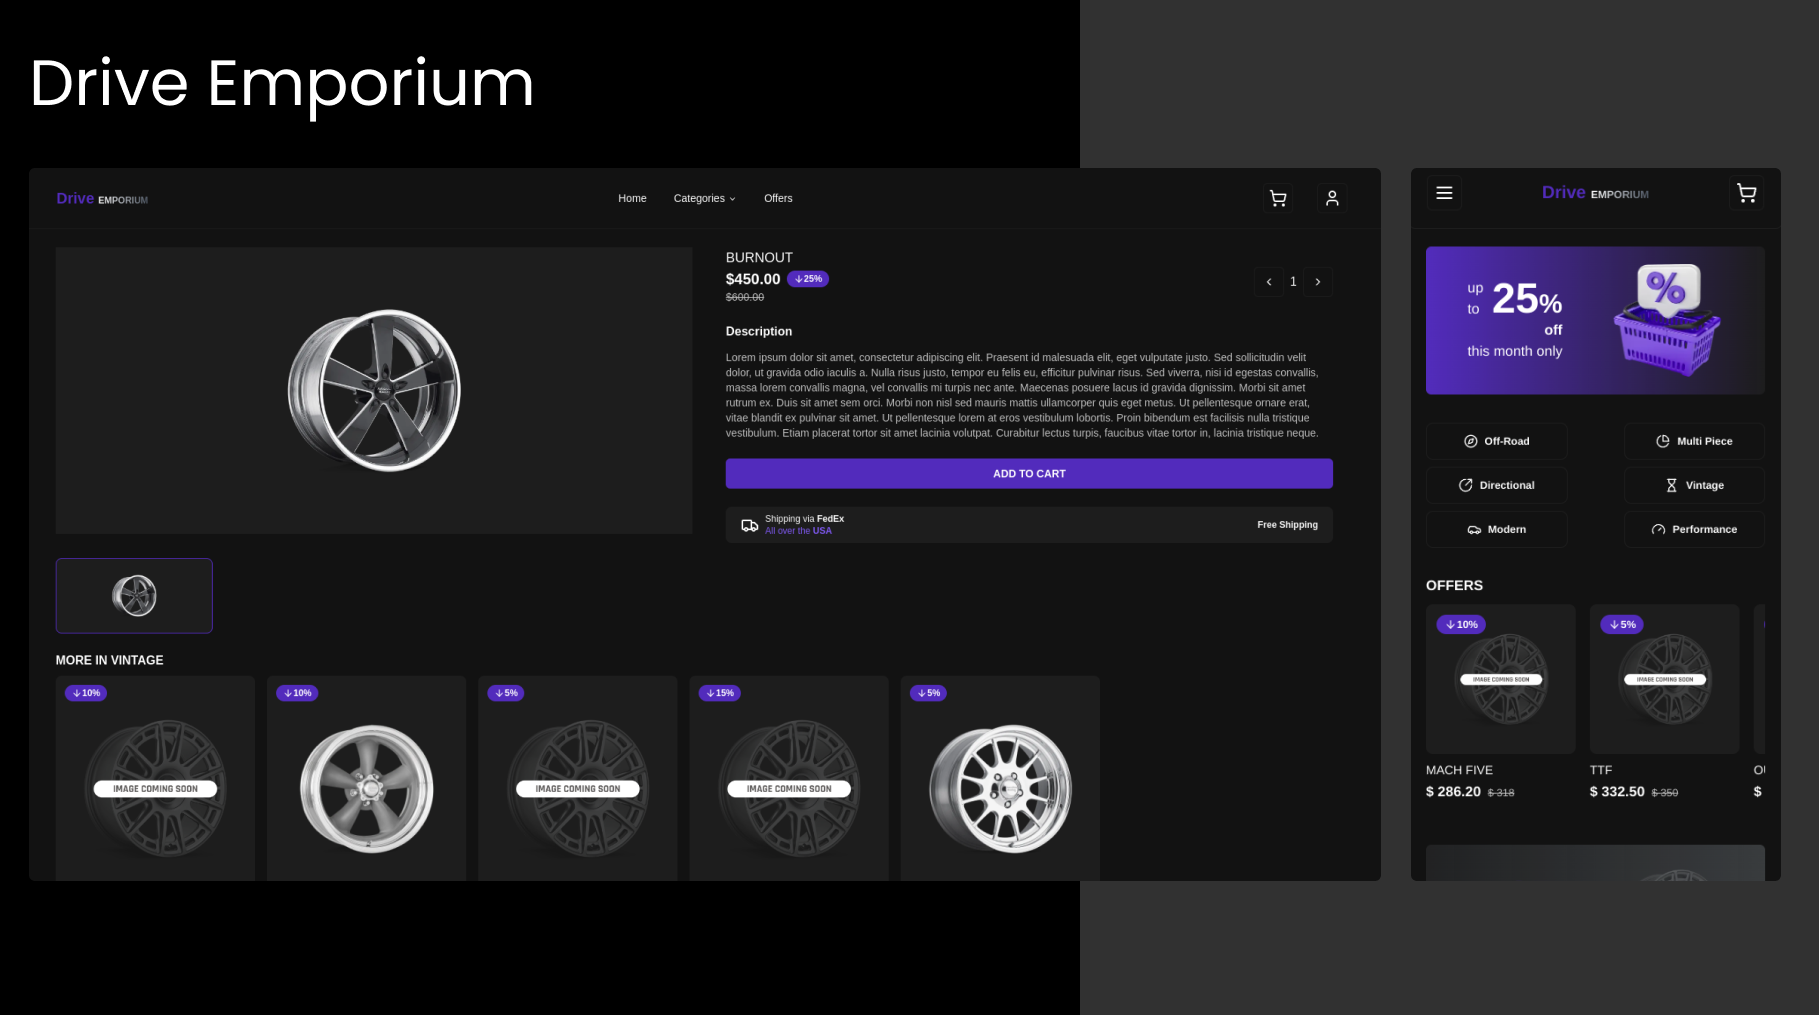 Drive Emporium
Drive EMPORIUM
Home Categories Offers
BURNOUT
$450.00 25%
$600.00
1
Description
Lorem ipsum dolor sit amet, consectetur adipiscing elit. Praesent id malesuada elit, eget vulputate justo. Sed sollicitudin velit
dolor, ut gravida odio iaculis a. Nulla risus justo, tempor eu felis eu, efficitur pulvinar risus. Sed viverra, nisi id egestas convallis,
massa lorem convallis magna, vel convallis mi turpis nec ante. Maecenas posuere lacus id gravida dignissim. Morbi sit amet
rutrum ex. Duis sit amet sem orci. Morbi non nisl sed mauris mattis ullamcorper quis eget metus. Ut pellentesque ornare erat,
vitae blandit ex pulvinar sit amet. Ut pellentesque lorem at eros vestibulum lobortis. Proin bibendum est facilisis nulla tristique
vestibulum. Etiam placerat tortor sit amet lacinia volutpat. Curabitur lectus turpis, faucibus vitae tortor in, lacinia tristique neque.
ADD TO CART
Shipping via FedEx
All over the USA
Free Shipping
MORE IN VINTAGE
10% 10% 5% 15% 5%
IMAGE COMING SOON IMAGE COMING SOON IMAGE COMING SOON
Drive EMPORIUM
up
to 25%
off
this month only
%
Off-Road Multi Piece
Directional Vintage
Modern Performance
OFFERS
10% 5%
IMAGE COMING SOON IMAGE COMING SOON
MACH FIVE TTF
$ 286.20 $ 318 $ 332.50 $ 350 $